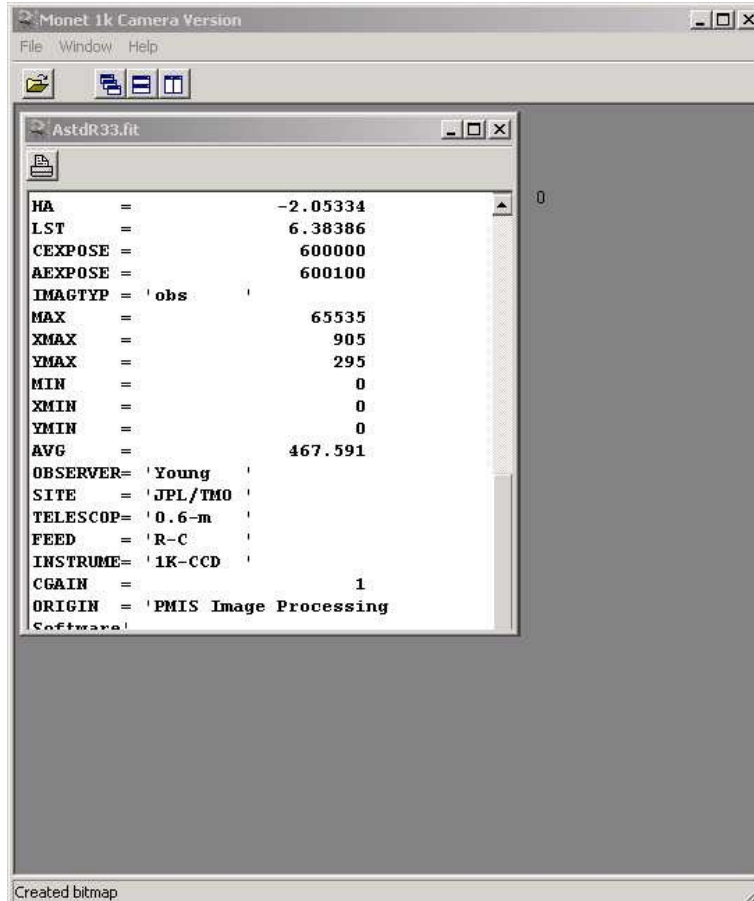 Monet 1k Camera Version
File Window Help
AstdR33.fit
0
HA = -2.05334
LST = 6.38386
CEXPOSE = 600000
AEXPOSE = 600100
IMAGTYP = 'obs '
MAX = 65535
XMAX = 905
YMAX = 295
MIN = 0
XMIN = 0
YMIN = 0
AVG = 467.591
OBSERVER= 'Young '
SITE = 'JPL/TMO '
TELESCOP= '0.6-m '
FEED = 'R-C '
INSTRUME= '1K-CCD '
CGAIN = 1
ORIGIN = 'PMIS Image Processing
Software'
Created bitmap